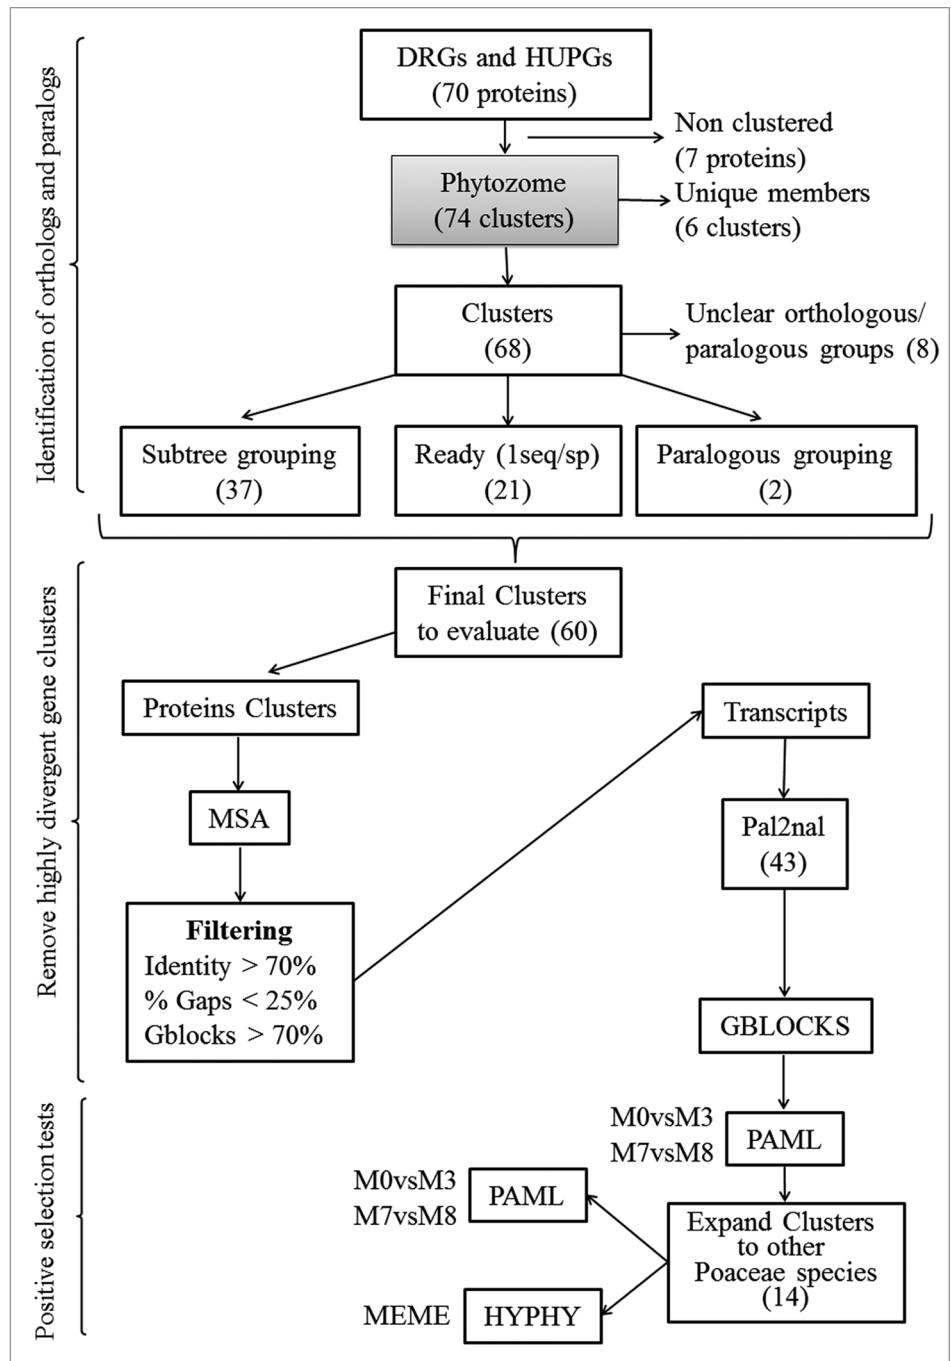 DRGs and HUPGs
(70 proteins)
Non clustered
(7 proteins)
Phytozome
(74 clusters)
Unique members
(6 clusters)
Clusters
(68)
Unclear orthologous/
paralogous groups (8)
Subtree grouping
(37)
Ready (1seq/sp)
(21)
Paralogous grouping
(2)
Identification of orthologs and paralogs
Final Clusters
to evaluate (60)
Proteins Clusters
MSA
Filtering
Identity > 70%
% Gaps < 25%
Gblocks > 70%
Transcripts
Pal2nal
(43)
GBLOCKS
Remove highly divergent gene clusters
M0vsM3
M7vsM8
PAML
Expand Clusters
to other
Poaceae species
(14)
M0vsM3
M7vsM8
PAML
MEME
HYPHY
Positive selection tests